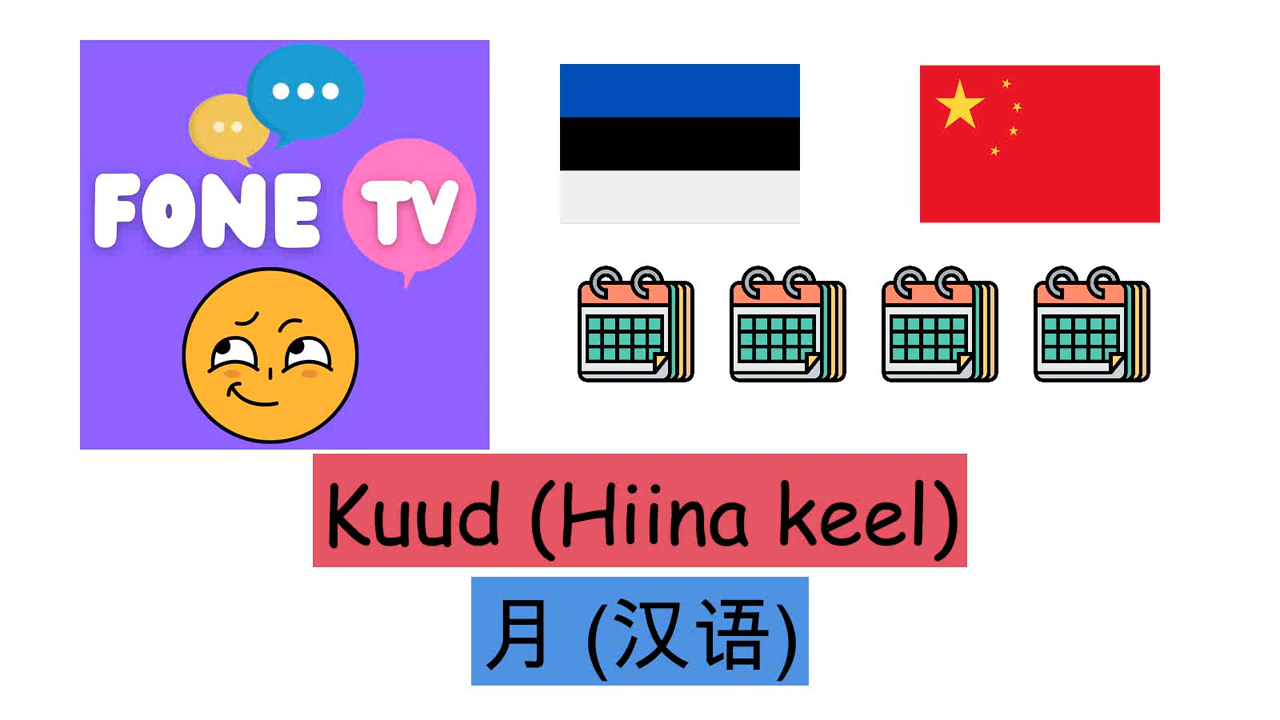 FONE TV
Kuud (Hiina keel)
月 (汉语)